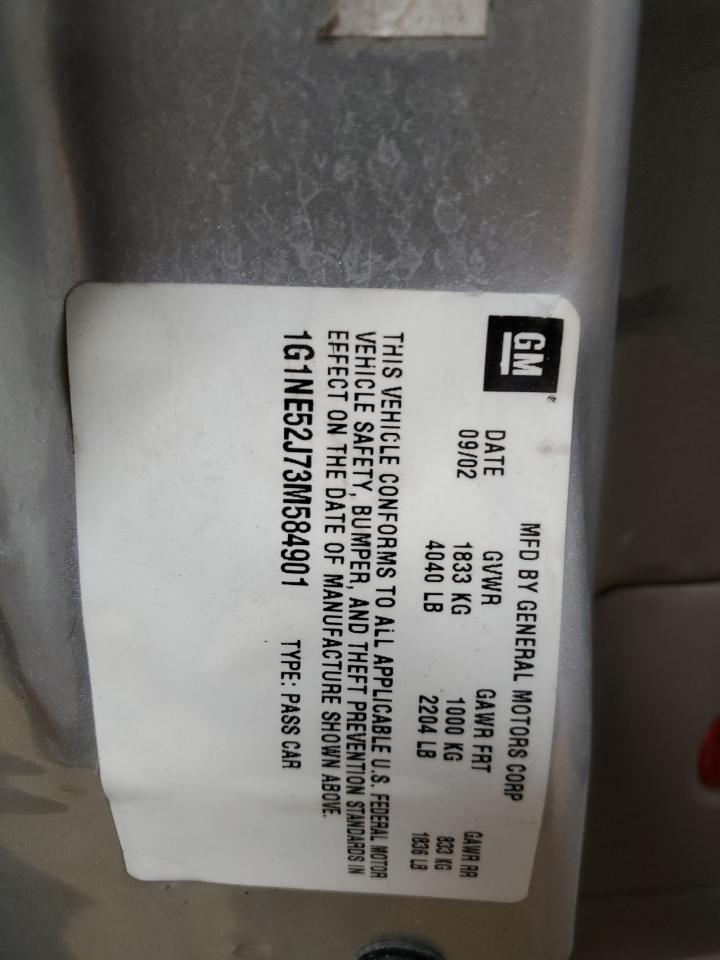 GM
MFD BY GENERAL MOTORS CORP
DATE GVWR GAWR FRT GAWR RR
09/02 1833 KG 1000 KG 833 KG
4040 LB 2204 LB 1836 LB
THIS VEHICLE CONFORMS TO ALL APPLICABLE U.S. FEDERAL MOTOR
VEHICLE SAFETY, BUMPER, AND THEFT PREVENTION STANDARDS IN
EFFECT ON THE DATE OF MANUFACTURE SHOWN ABOVE.
1G1NE52J73M584901 TYPE: PASS CAR